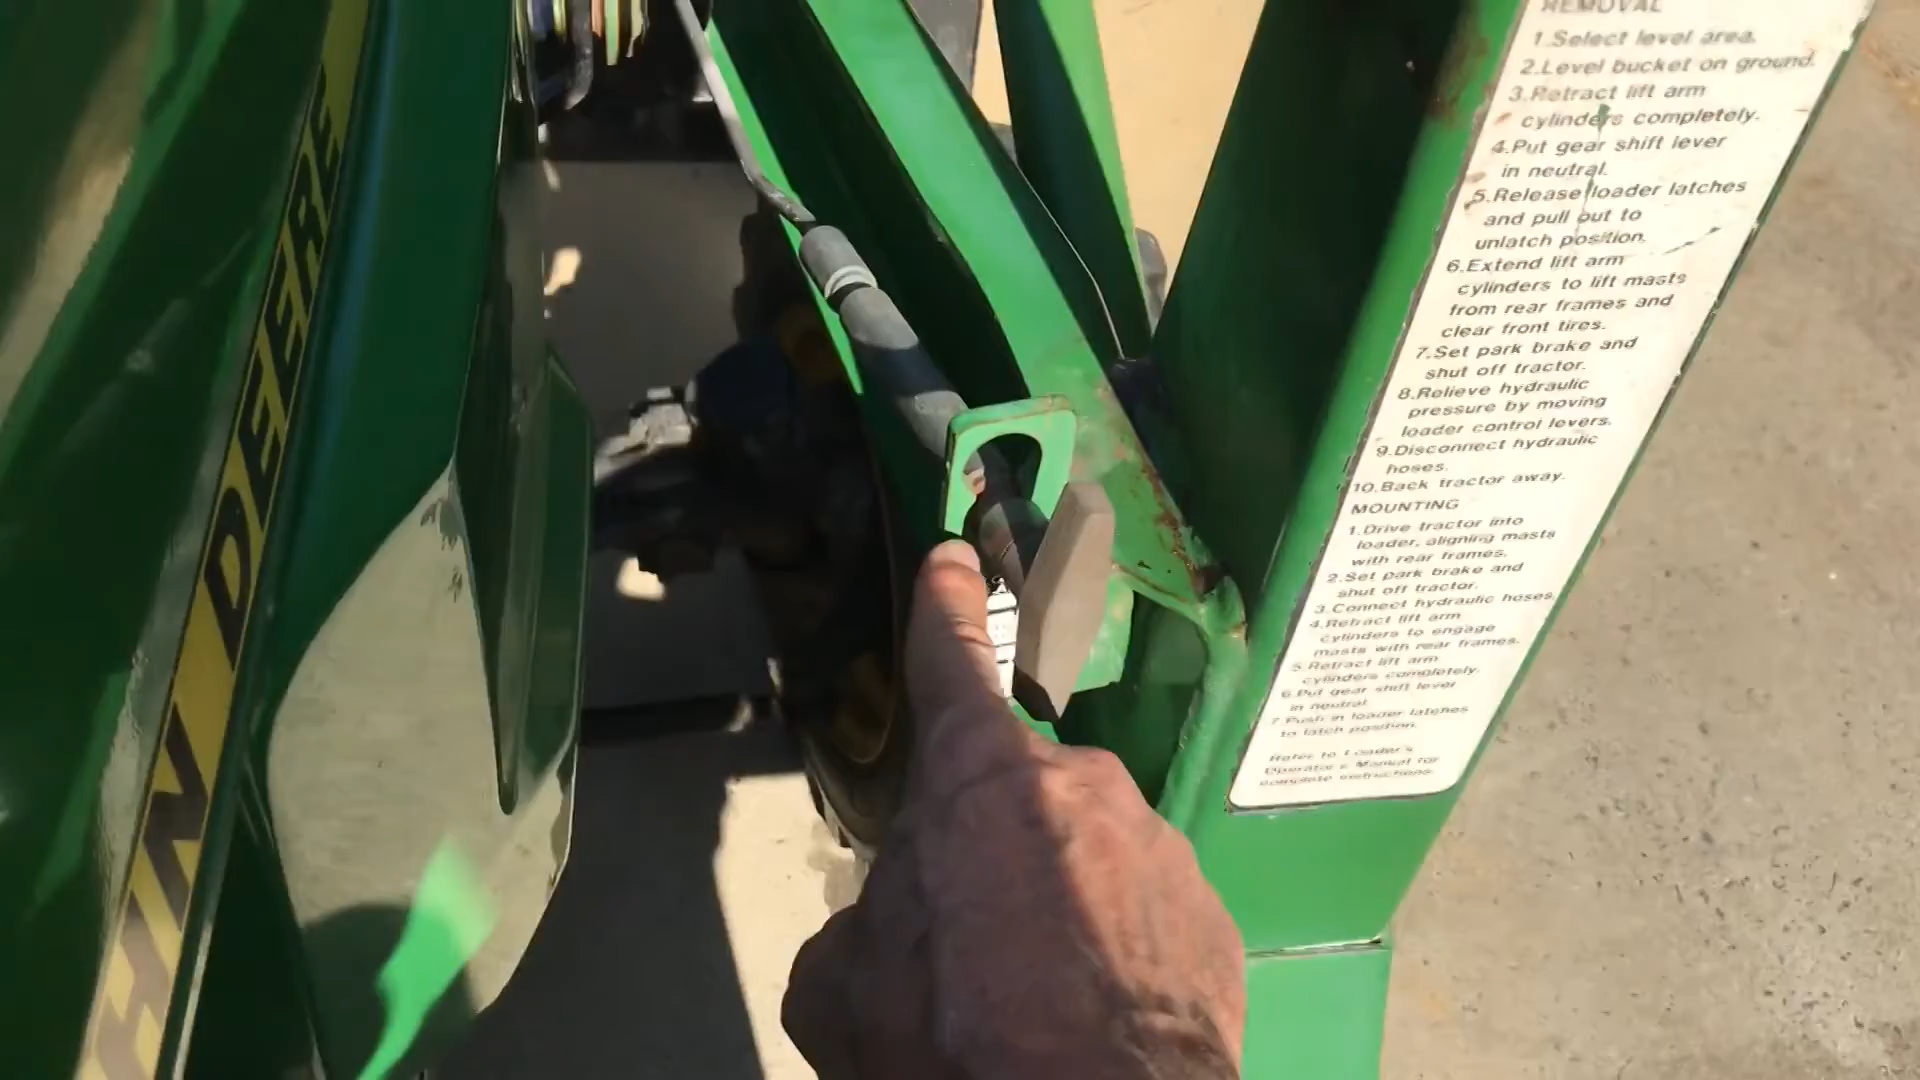 HN DEERE
REMOVAL
1.Select level area.
2.Level bucket on ground.
3.Retract lift arm
cylinders completely.
4.Put gear shift lever
in neutral.
5.Release loader latches
and pull out to
unlatch position.
6.Extend lift arm
cylinders to lift masts
from rear frames and
clear front tires.
7.Set park brake and
shut off tractor.
8.Relieve hydraulic
pressure by moving
loader control levers.
9.Disconnect hydraulic
hoses.
10.Back tractor away.
MOUNTING
1.Drive tractor into
loader, aligning masts
with rear frames.
2.Set park brake and
shut off tractor.
3.Connect hydraulic hoses.
4.Retract lift arm
cylinders to engage
masts with rear frames.
5.Retract lift arm
cylinders completely.
6.Put gear shift lever
in neutral.
7.Push in loader latches
to latch position.
Refer to Loader's
Operator's Manual for
complete instructions.